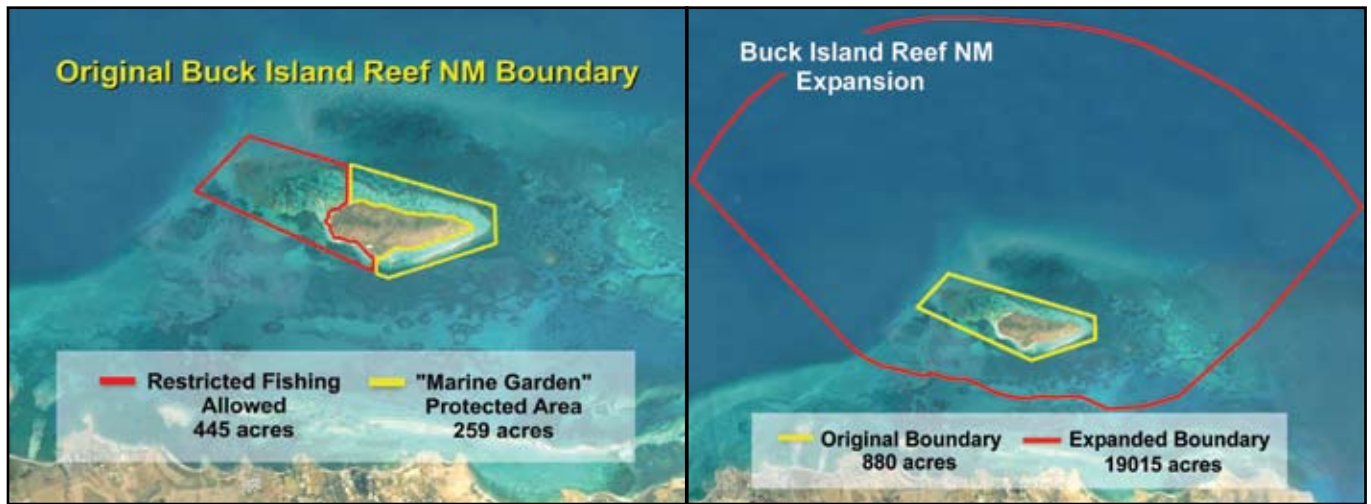 Original Buck Island Reef NM Boundary
Restricted Fishing
Allowed
445 acres
"Marine Garden"
Protected Area
259 acres
Buck Island Reef NM
Expansion
Original Boundary
880 acres
Expanded Boundary
19015 acres